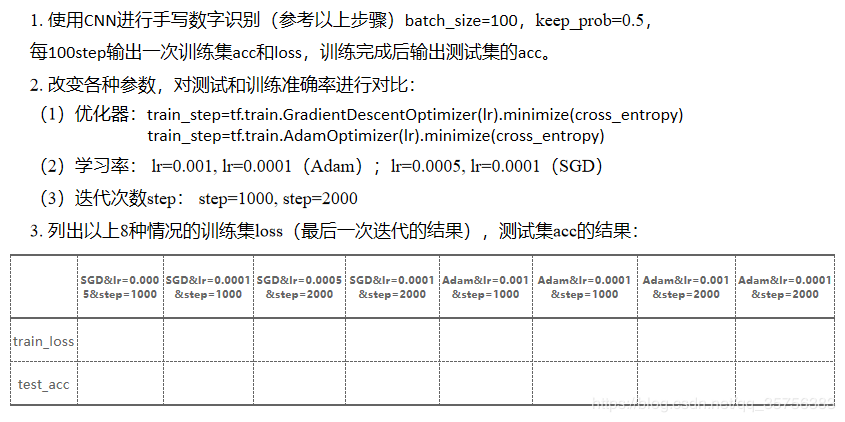 1. 使用CNN进行手写数字识别（参考以上步骤）batch_size=100，keep_prob=0.5，
每100step输出一次训练集acc和loss，训练完成后输出测试集的acc。
2. 改变各种参数，对测试和训练准确率进行对比：
（1）优化器：train_step=tf.train.GradientDescentOptimizer(lr).minimize(cross_entropy)
train_step=tf.train.AdamOptimizer(lr).minimize(cross_entropy)
（2）学习率： lr=0.001, lr=0.0001（Adam）；lr=0.0005, lr=0.0001（SGD）
（3）迭代次数step： step=1000, step=2000
3. 列出以上8种情况的训练集loss（最后一次迭代的结果），测试集acc的结果：
SGD&lr=0.000 SGD&lr=0.0001 SGD&lr=0.0005 SGD&lr=0.0001 Adam&lr=0.001 Adam&lr=0.0001 Adam&lr=0.001 Adam&lr=0.0001
5&step=1000 &step=1000 &step=2000 &step=2000 &step=1000 &step=1000 &step=2000 &step=2000
train_loss
test_acc